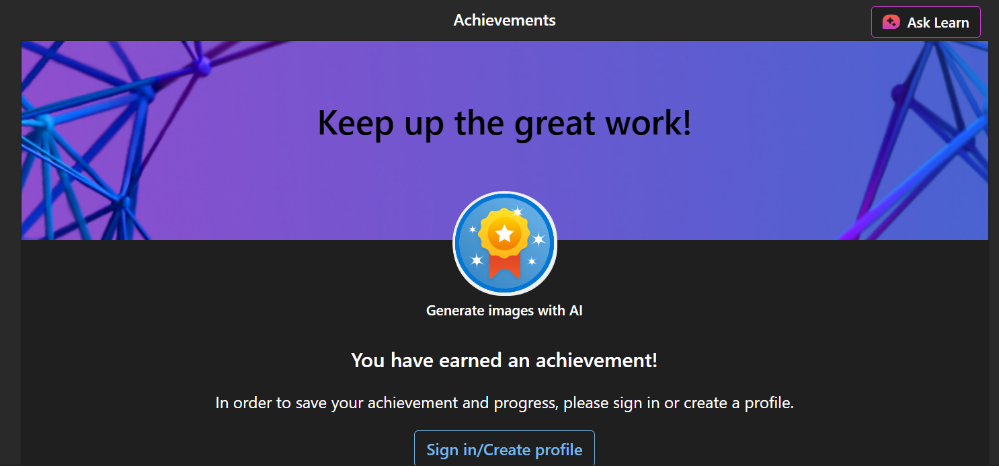 Achievements
Ask Learn
Keep up the great work!
Generate images with AI
You have earned an achievement!
In order to save your achievement and progress, please sign in or create a profile.
Sign in/Create profile